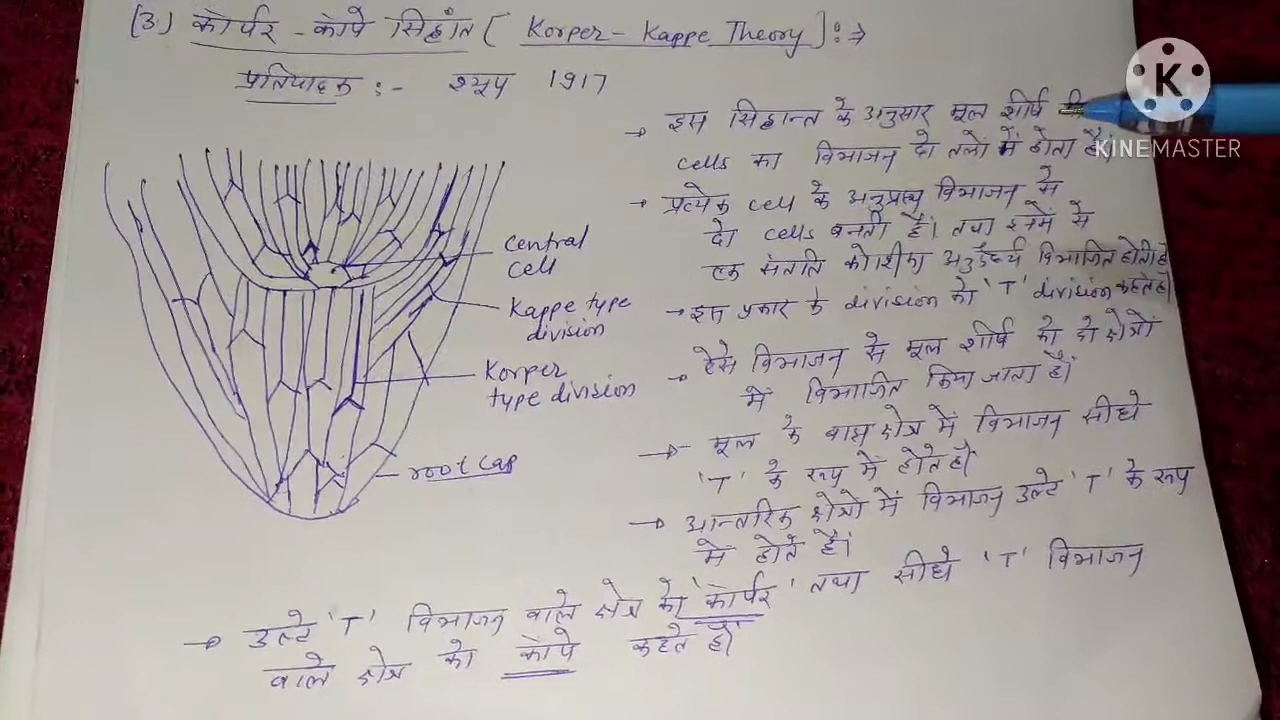 (3) कोर्पर - कोपे सिद्धांत ( Korper - Kappe Theory ) :⇒
प्रतिपादक :- श्यूप 1917
→ इस सिद्धान्त के अनुसार मूल शीर्ष
cells का विभाजन दो तलों में होता है
→ प्रत्येक cell के अनुप्रस्थ विभाजन से
दो cells बनती हैं। तथा इनमें से
एक संतति कोशिका अनुदैर्ध्य विभाजित होती है
→ इस प्रकार के division को 'T' division कहते हैं
→ ऐसे विभाजन से मूल शीर्ष को दो क्षेत्रों
में विभाजित किया जाता है।
→ मूल के बाह्य क्षेत्र में विभाजन सीधे
'T' के रूप में होते हैं
→ आन्तरिक क्षेत्रों में विभाजन उल्टे 'T' के रूप
में होते हैं।
→ उल्टे 'T' विभाजन वाले क्षेत्र को 'कोर्पर' तथा सीधे 'T' विभाजन
वाले क्षेत्र को कोपे कहते हैं
Central
cell
Kappe type
division
Korper
type division
root cap
K
KINEMASTER